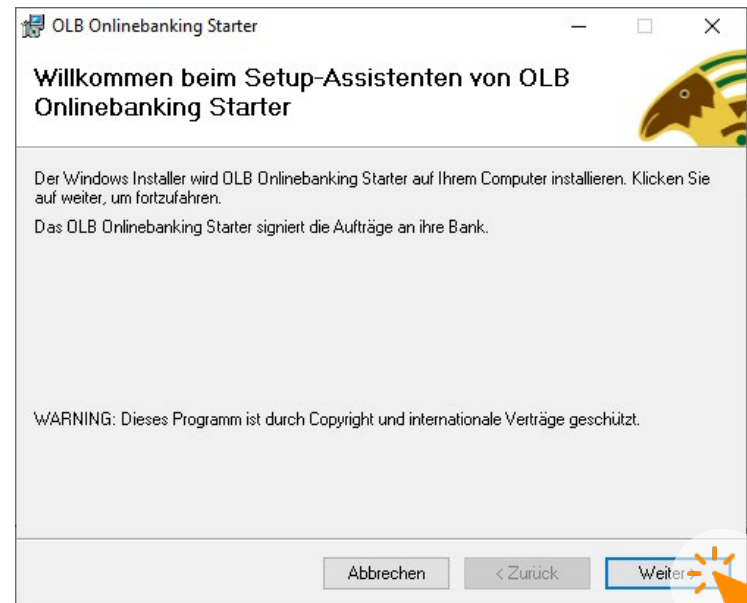 OLB Onlinebanking Starter
Willkommen beim Setup-Assistenten von OLB
Onlinebanking Starter
Der Windows Installer wird OLB Onlinebanking Starter auf Ihrem Computer installieren. Klicken Sie
auf weiter, um fortzufahren.
Das OLB Onlinebanking Starter signiert die Aufträge an ihre Bank.
WARNING: Dieses Programm ist durch Copyright und internationale Verträge geschützt.
Abbrechen
< Zurück
Weiter